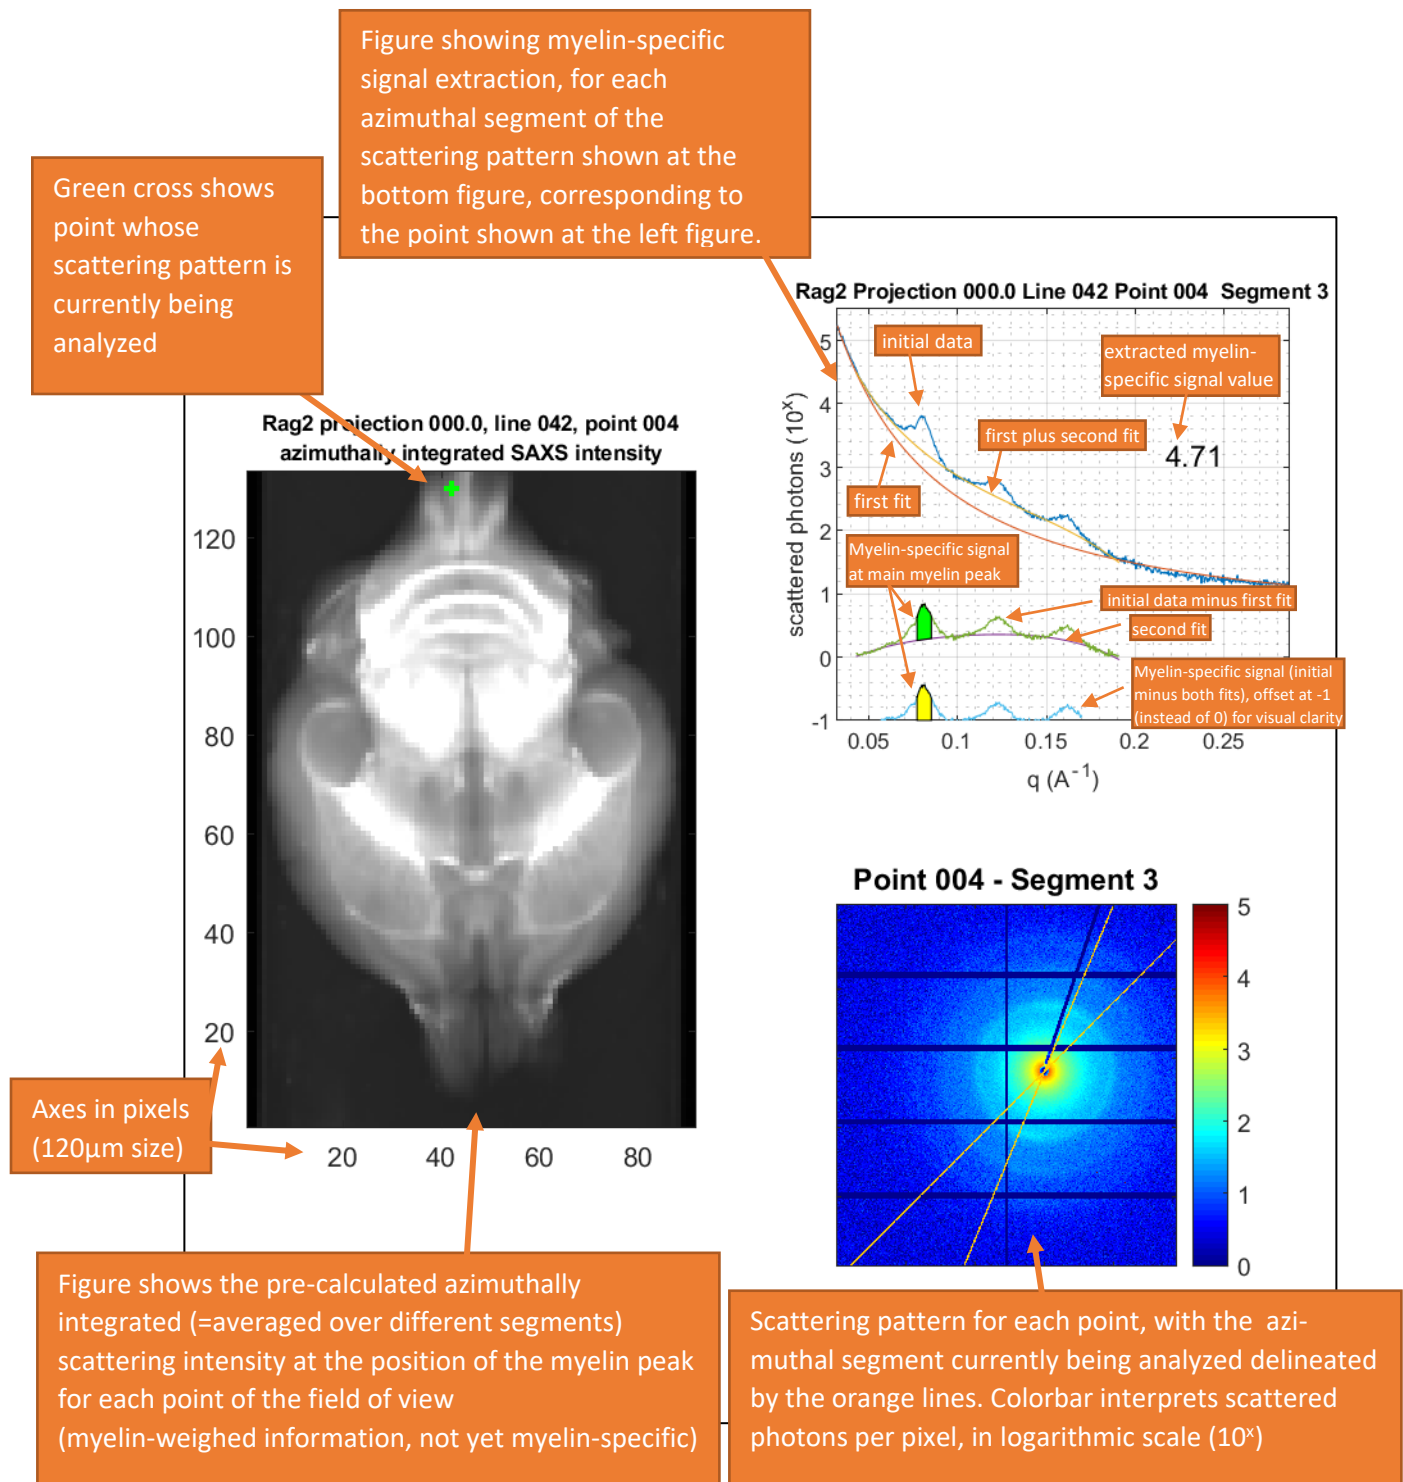 Figure showing myelin-specific
signal extraction, for each
azimuthal segment of the
scattering pattern shown at the
bottom figure, corresponding to
the point shown at the left figure.
Green cross shows
point whose
scattering pattern is
currently being
analyzed
Rag2 projection 000.0, line 042, point 004
azimuthally integrated SAXS intensity
120
100
80
60
40
20
20 40 60 80
Axes in pixels
(120µm size)
Rag2 Projection 000.0 Line 042 Point 004 Segment 3
scattered photons (10^x)
5
4
3
2
1
0
-1
0.05 0.1 0.15 0.2 0.25
q (A^-1)
initial data
extracted myelin-
specific signal value
first plus second fit
4.71
first fit
Myelin-specific signal
at main myelin peak
initial data minus first fit
second fit
Myelin-specific signal (initial
minus both fits), offset at -1
(instead of 0) for visual clarity
Point 004 - Segment 3
5
4
3
2
1
0
Figure shows the pre-calculated azimuthally
integrated (=averaged over different segments)
scattering intensity at the position of the myelin peak
for each point of the field of view
(myelin-weighed information, not yet myelin-specific)
Scattering pattern for each point, with the azi-
muthal segment currently being analyzed delineated
by the orange lines. Colorbar interprets scattered
photons per pixel, in logarithmic scale (10^x)